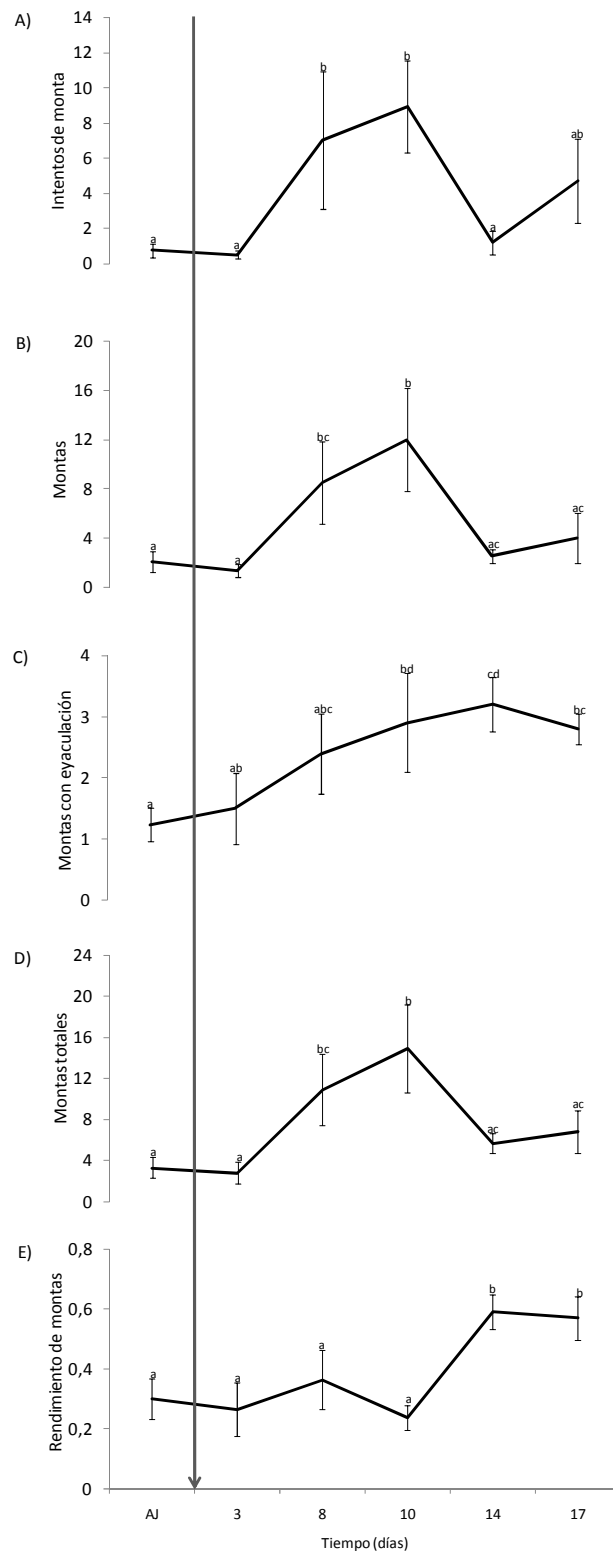 A)
Intentos de monta
14
12
10
8
6
4
2
0
a
a
b
b
a
ab
B)
Montas
20
16
12
8
4
0
a
a
bc
b
ac
ac
C)
Montas con eyaculación
4
3
2
1
0
a
ab
abc
bd
cd
bc
D)
Montas totales
24
20
16
12
8
4
0
a
a
bc
b
ac
ac
E)
Rendimiento de montas
0,8
0,6
0,4
0,2
0
a
a
a
a
b
b
AJ 3 8 10 14 17
Tiempo (días)